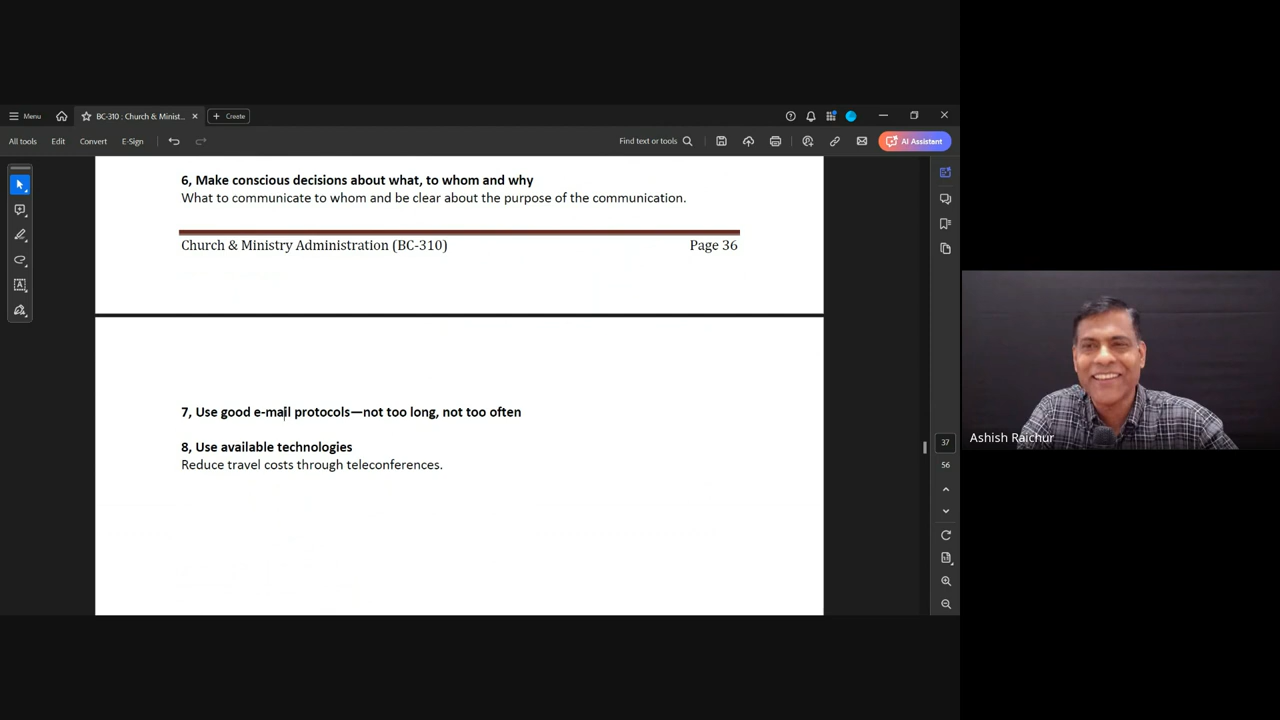 Menu
BC-310 : Church & Minist...
Create
All tools
Edit
Convert
E-Sign
Find text or tools
AI Assistant
6, Make conscious decisions about what, to whom and why
What to communicate to whom and be clear about the purpose of the communication.
Church & Ministry Administration (BC-310)
Page 36
7, Use good e-mail protocols—not too long, not too often
8, Use available technologies
Reduce travel costs through teleconferences.
37
56
Ashish Raichur